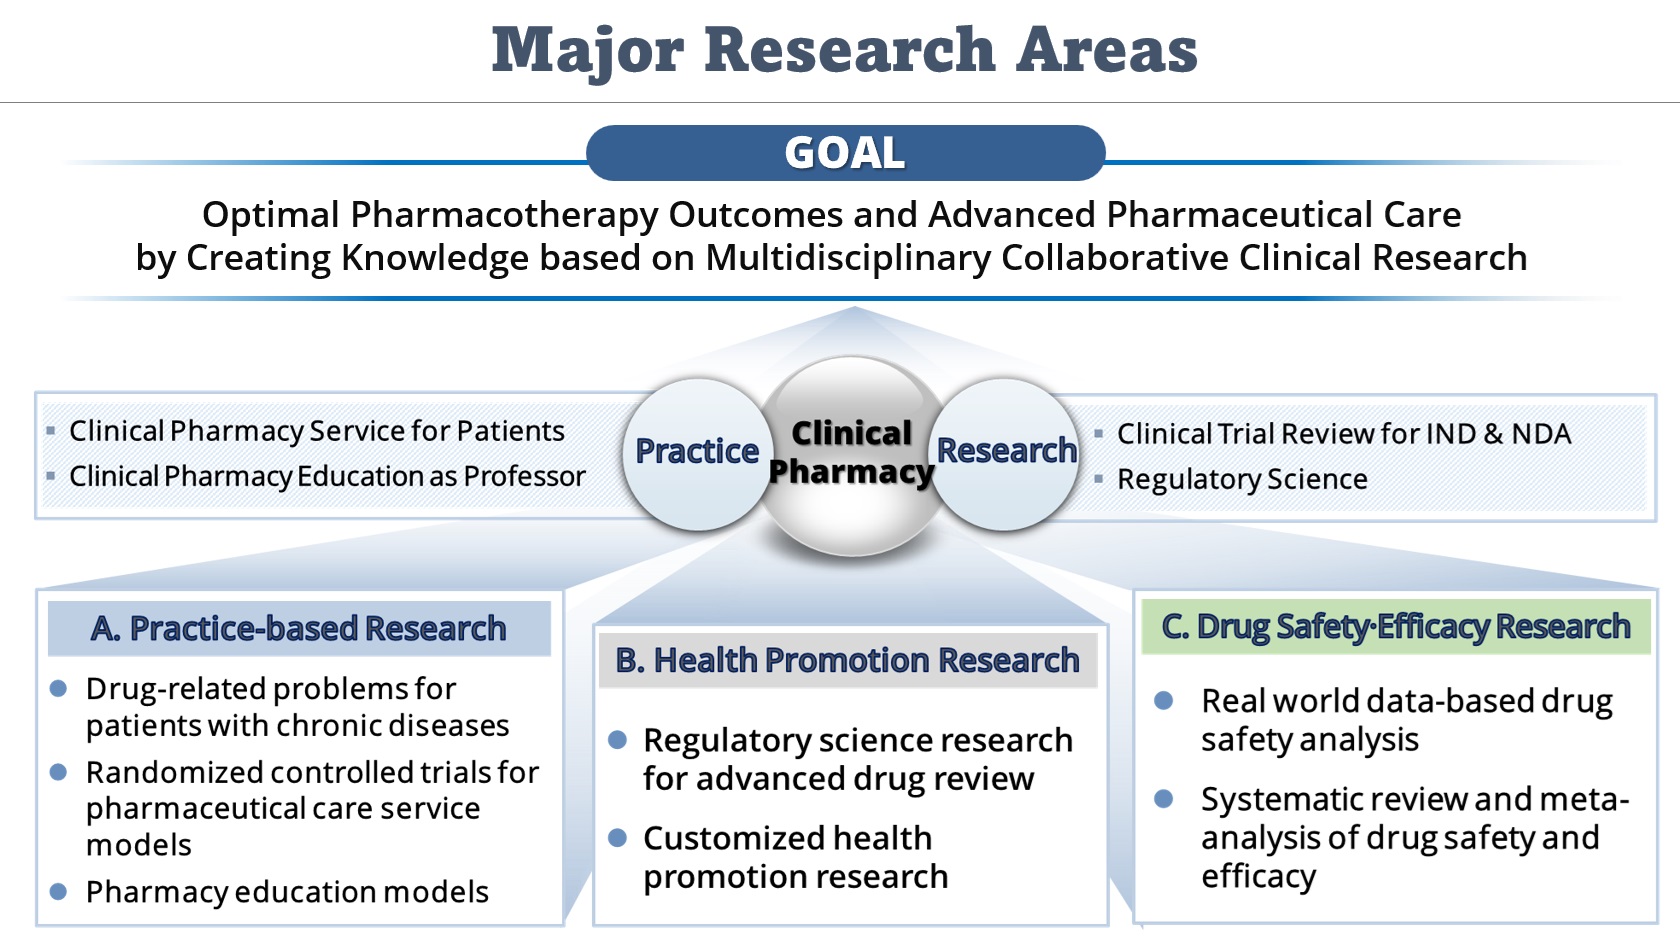 Major Research Areas
GOAL
Optimal Pharmacotherapy Outcomes and Advanced Pharmaceutical Care
by Creating Knowledge based on Multidisciplinary Collaborative Clinical Research
▪ Clinical Pharmacy Service for Patients
▪ Clinical Pharmacy Education as Professor
Practice
Clinical
Pharmacy
Research
▪ Clinical Trial Review for IND & NDA
▪ Regulatory Science
A. Practice-based Research
● Drug-related problems for
patients with chronic diseases
● Randomized controlled trials for
pharmaceutical care service
models
● Pharmacy education models
B. Health Promotion Research
● Regulatory science research
for advanced drug review
● Customized health
promotion research
C. Drug Safety·Efficacy Research
● Real world data-based drug
safety analysis
● Systematic review and meta-
analysis of drug safety and
efficacy